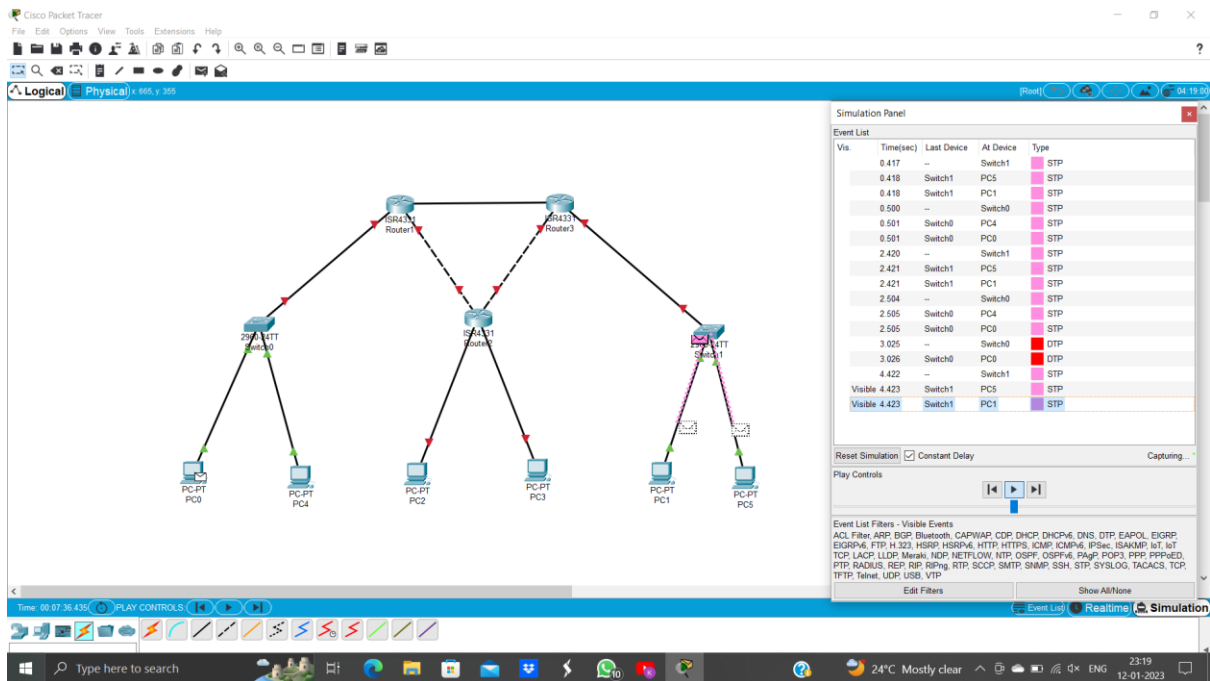 Cisco Packet Tracer
File Edit Options View Tools Extensions Help
?
Logical Physical x: 665, y: 355 [Root] 04:19:00
Simulation Panel
Event List
Vis. Time(sec) Last Device At Device Type
0.417 -- Switch1 STP
0.418 Switch1 PC5 STP
0.418 Switch1 PC1 STP
0.500 -- Switch0 STP
0.501 Switch0 PC4 STP
0.501 Switch0 PC0 STP
2.420 -- Switch1 STP
2.421 Switch1 PC5 STP
2.421 Switch1 PC1 STP
2.504 -- Switch0 STP
2.505 Switch0 PC4 STP
2.505 Switch0 PC0 STP
3.025 -- Switch0 DTP
3.026 Switch0 PC0 DTP
4.422 -- Switch1 STP
Visible 4.423 Switch1 PC5 STP
Visible 4.423 Switch1 PC1 STP
Reset Simulation Constant Delay Capturing...
Play Controls
Event List Filters - Visible Events
ACL Filter, ARP, BGP, Bluetooth, CAPWAP, CDP, DHCP, DHCPv6, DNS, DTP, EAPOL, EIGRP,
EIGRPv6, FTP, H.323, HSRP, HSRPv6, HTTP, HTTPS, ICMP, ICMPv6, IPSec, ISAKMP, IoT, IoT
TCP, LACP, LLDP, Meraki, NDP, NETFLOW, NTP, OSPF, OSPFv6, PAgP, POP3, PPP, PPPoED,
PTP, RADIUS, REP, RIP, RIPng, RTP, SCCP, SMTP, SNMP, SSH, STP, SYSLOG, TACACS, TCP,
TFTP, Telnet, UDP, USB, VTP
Edit Filters Show All/None
ISR4331
Router1
ISR4331
Router3
2960-24TT
Switch0
ISR4331
Router2
2960-24TT
Switch1
PC-PT
PC0
PC-PT
PC4
PC-PT
PC2
PC-PT
PC3
PC-PT
PC1
PC-PT
PC5
Time: 00:07:36.435 PLAY CONTROLS: Event List Realtime Simulation
Type here to search
10
24°C Mostly clear ENG
23:19
12-01-2023